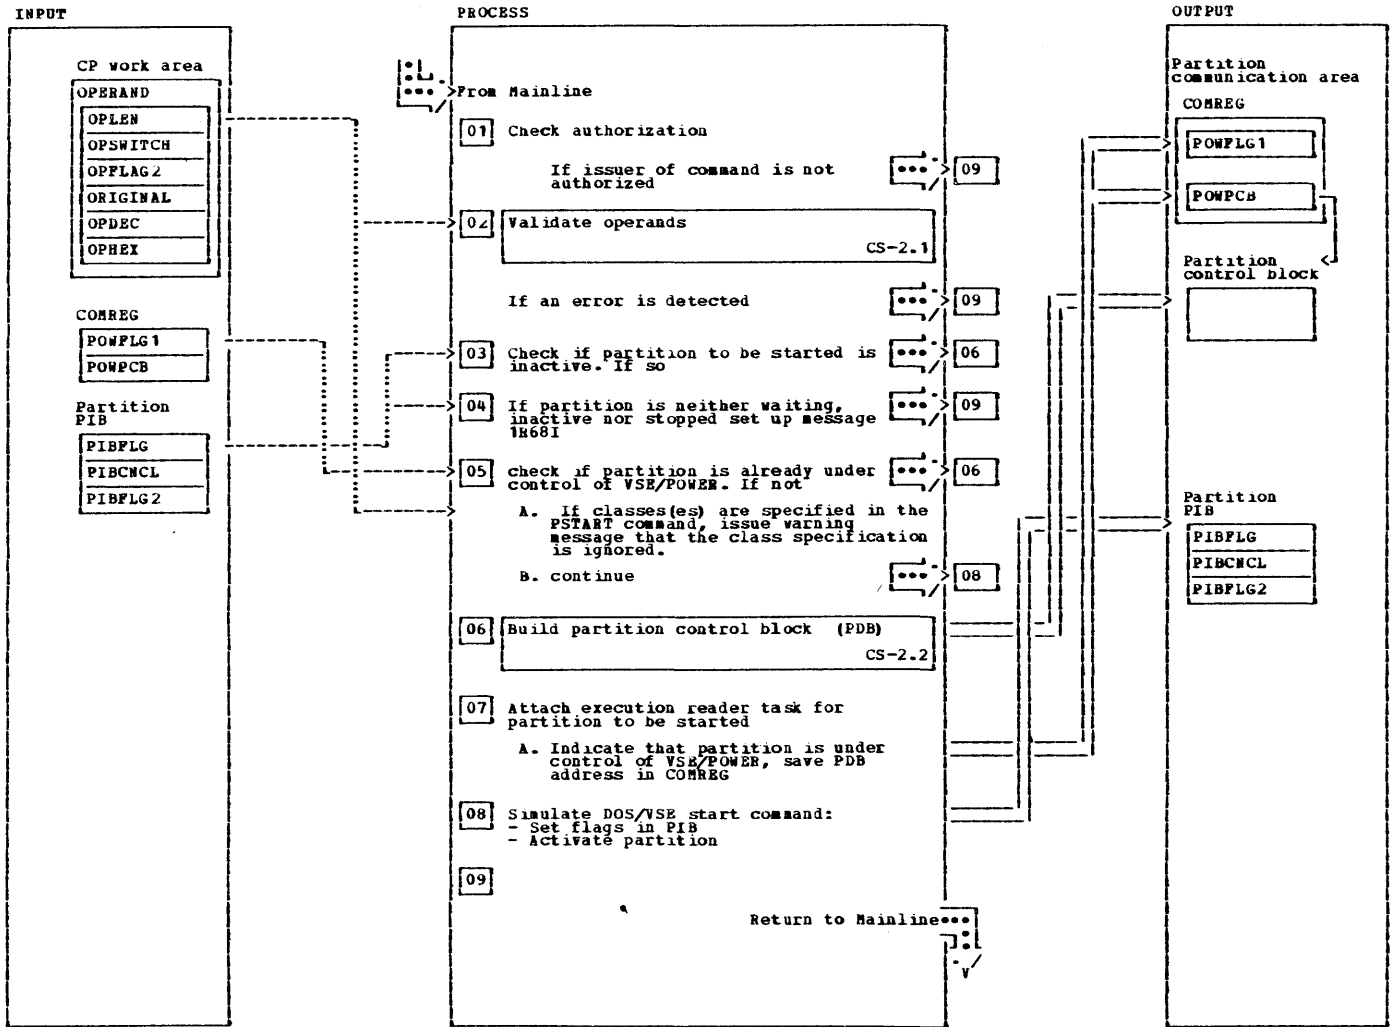 INPUT
PROCESS
OUTPUT
CP work area
OPERAND
OPLEN
OPSWITCH
OPFLAG2
ORIGINAL
OPDEC
OPHEX
COMREG
POWFLG1
POWPCB
Partition
PIB
PIBFLG
PIBCNCL
PIBFLG2
From Mainline
01 Check authorization
If issuer of command is not 09
authorized
02 Validate operands
CS-2.1
If an error is detected 09
03 Check if partition to be started is 06
inactive. If so
04 If partition is neither waiting, 09
inactive nor stopped set up message
1R68I
05 check if partition is already under 06
control of VSE/POWER. If not
A. If classes(es) are specified in the
PSTART command, issue warning
message that the class specification
is ignored.
B. continue 08
06 Build partition control block (PDB)
CS-2.2
07 Attach execution reader task for
partition to be started
A. Indicate that partition is under
control of VSE/POWER, save PDB
address in COMREG
08 Simulate DOS/VSE start command:
- Set flags in PIB
- Activate partition
09
Return to Mainline
Partition
communication area
COMREG
POWFLG1
POWPCB
Partition
control block
Partition
PIB
PIBFLG
PIBCNCL
PIBFLG2